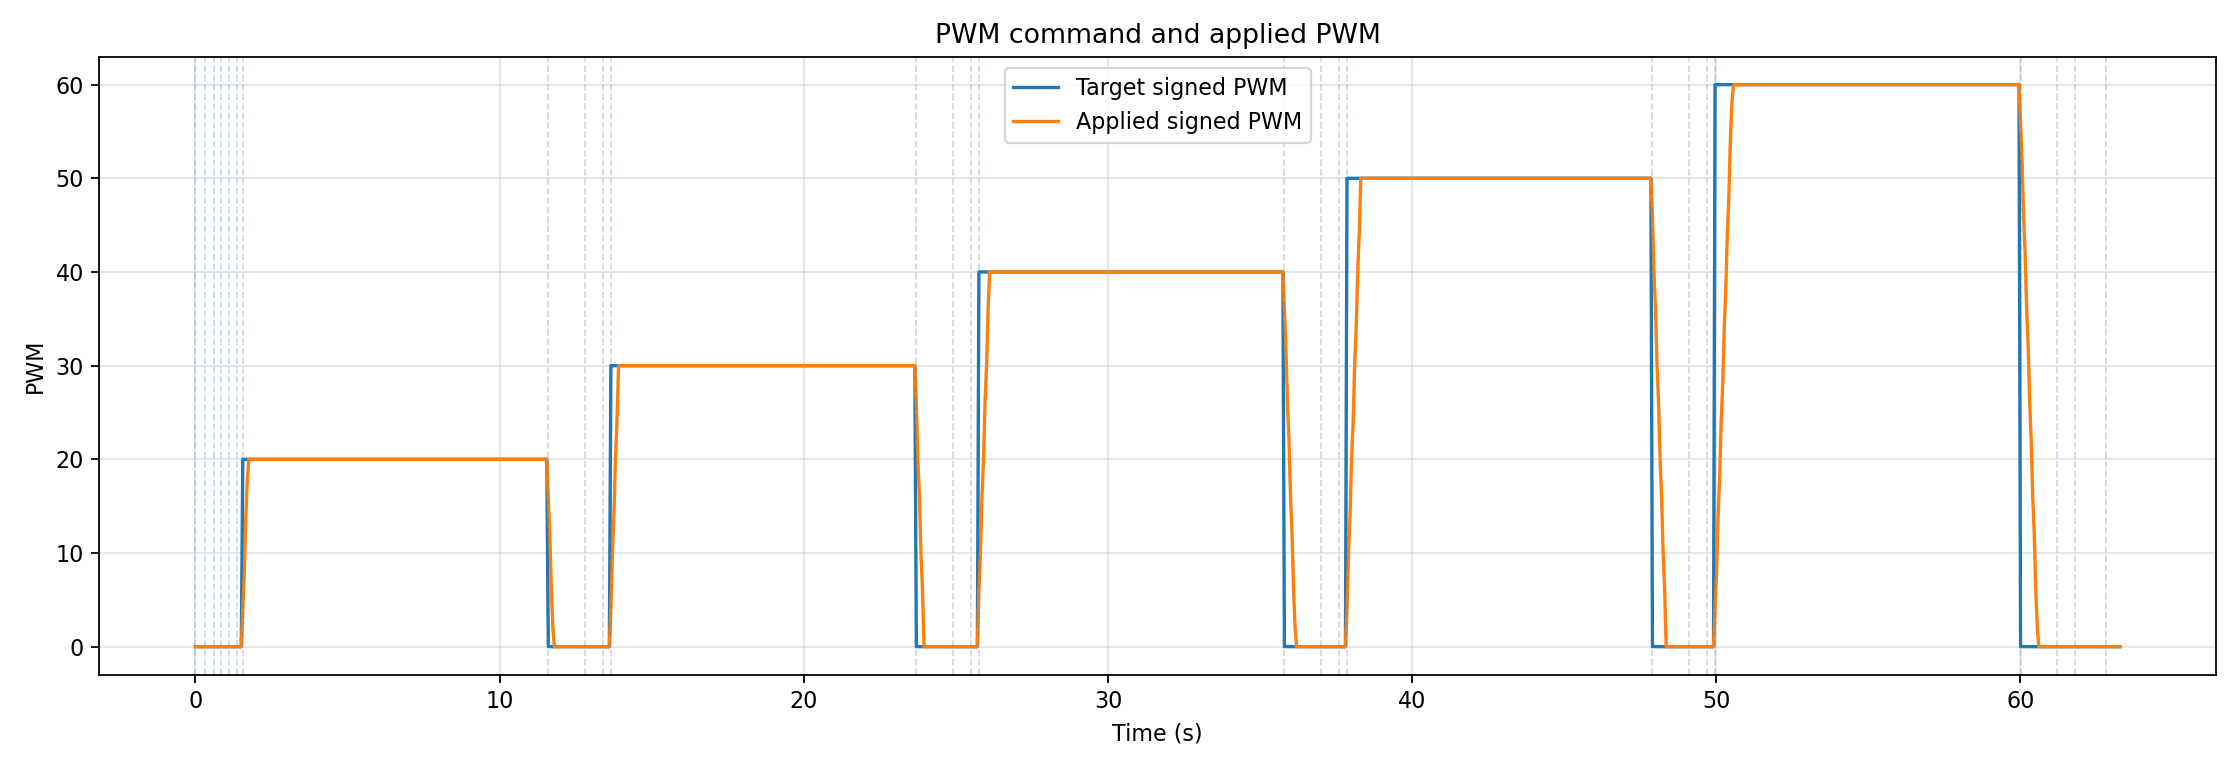 PWM command and applied PWM
Target signed PWM
Applied signed PWM
60
50
40
30
20
10
0
PWM
0 10 20 30 40 50 60
Time (s)